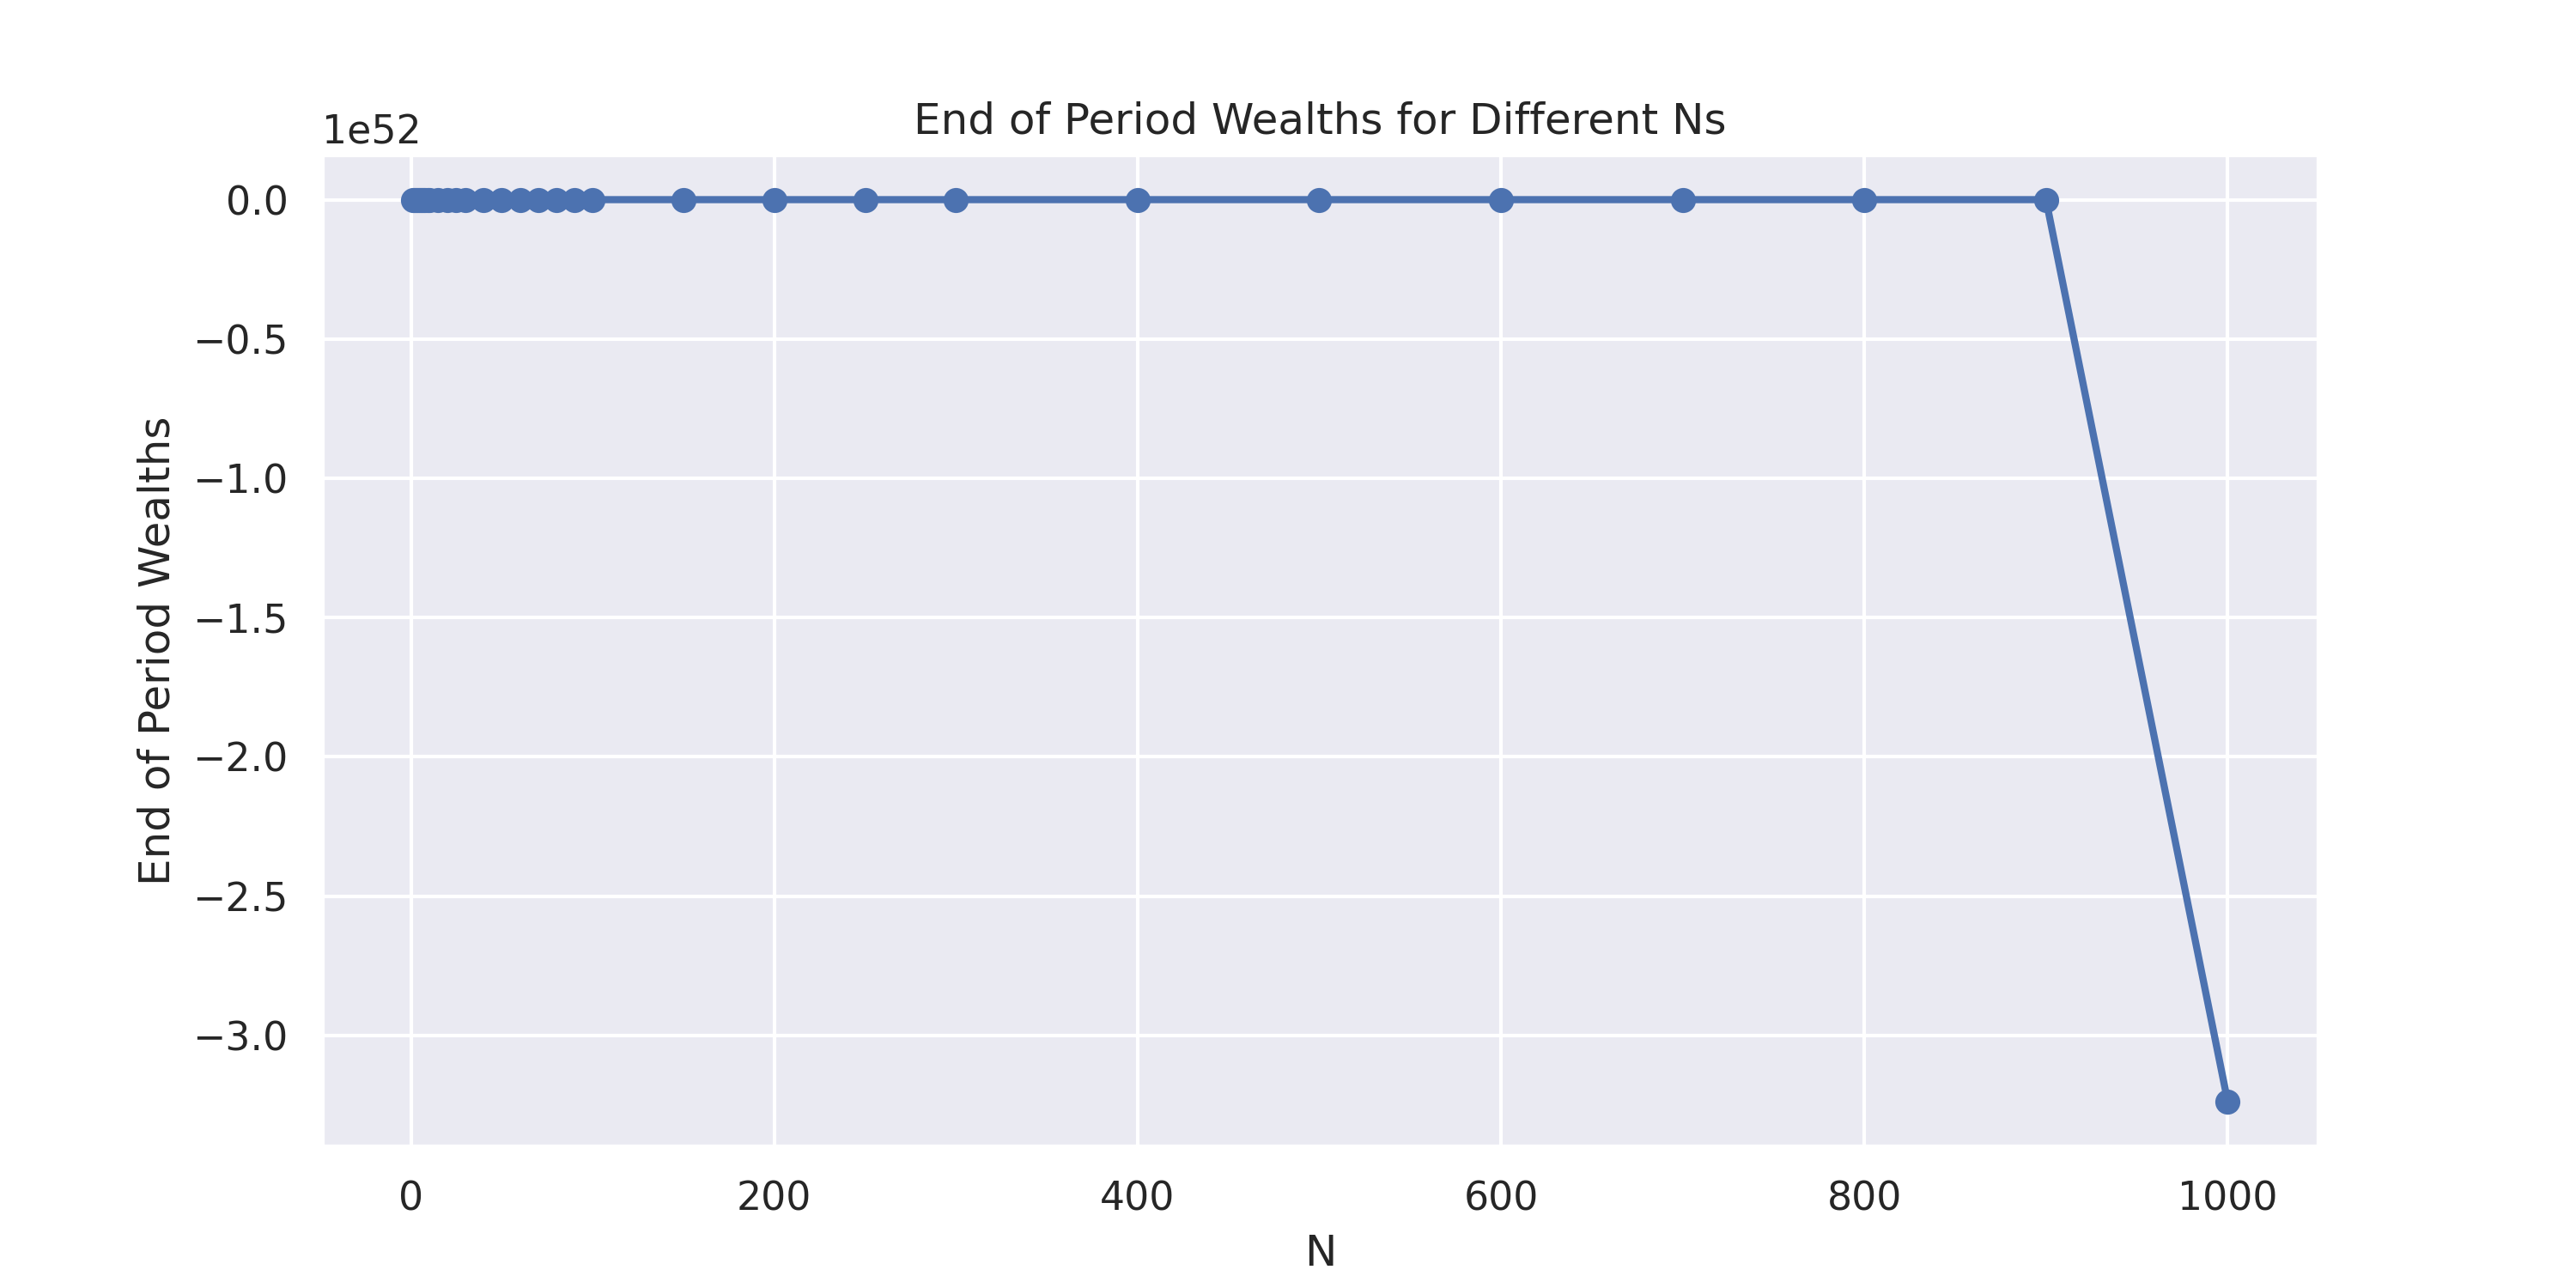 End of Period Wealths for Different Ns
1e52
0.0
−0.5
−1.0
−1.5
−2.0
−2.5
−3.0
End of Period Wealths
0 200 400 600 800 1000
N